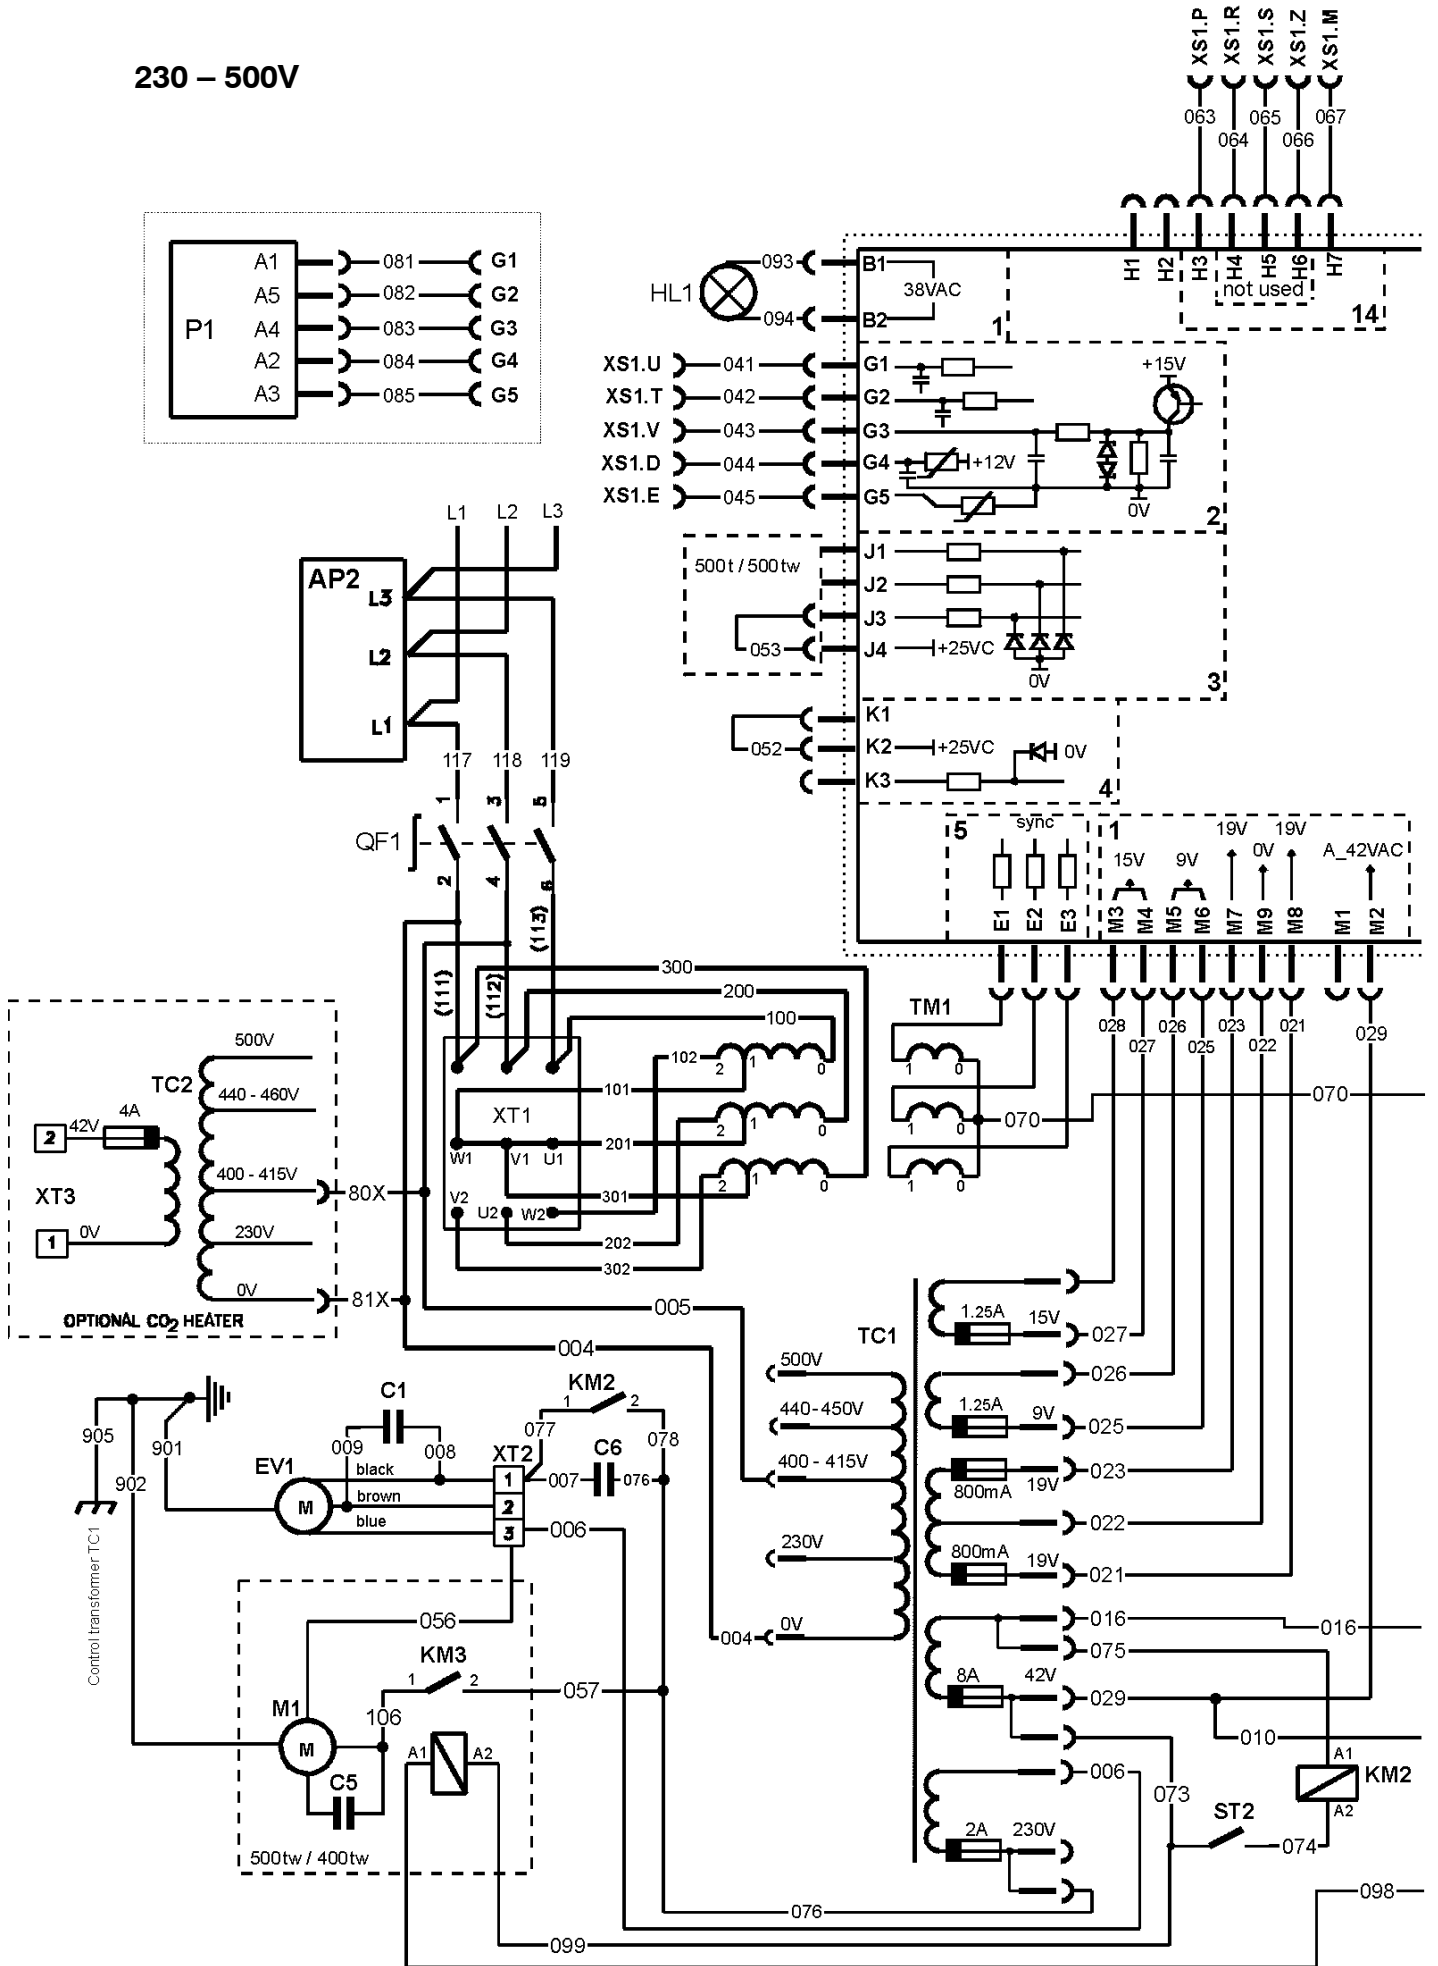 230 – 500V
XS1.P
XS1.R
XS1.S
XS1.Z
XS1.M
063
064
065
066
067
H1
H2
H3
H4
H5
H6
H7
not used
14
P1
A1
081
G1
A5
082
G2
A4
083
G3
A2
084
G4
A3
085
G5
HL1
093
094
B1
B2
38VAC
1
XS1.U
041
G1
XS1.T
042
G2
XS1.V
043
G3
XS1.D
044
G4
XS1.E
045
G5
+15V
+12V
0V
2
500t / 500tw
J1
J2
J3
J4
053
+25VC
0V
3
K1
K2
K3
052
+25VC
0V
4
L1
L2
L3
AP2
L3
L2
L1
117
118
119
1
3
5
QF1
2
4
6
(111)
(112)
(113)
5
sync
E1
E2
E3
1
15V
9V
19V
0V
19V
A_42VAC
M3
M4
M5
M6
M7
M9
M8
M1
M2
300
200
100
102
101
2
1
0
XT1
W1
V1
U1
201
2
1
0
V2
U2
W2
301
2
1
0
202
302
TM1
1
0
1
0
070
070
1
0
028
027
026
025
023
022
021
029
500V
TC2
440 - 460V
4A
42V
2
400 - 415V
80X
XT3
1
0V
230V
0V
81X
OPTIONAL CO2 HEATER
005
004
TC1
500V
440-450V
400 - 415V
230V
0V
004
1.25A
15V
027
026
1.25A
9V
025
023
800mA
19V
022
800mA
19V
021
016
016
075
8A
42V
029
010
006
073
2A
230V
ST2
074
A1
KM2
A2
098
905
902
901
Control transformer TC1
C1
009
008
EV1
M
black
brown
blue
XT2
1
2
3
KM2
1
2
077
078
C6
007
076
006
056
KM3
1
2
057
M1
M
106
C5
A1
A2
500tw / 400tw
076
099